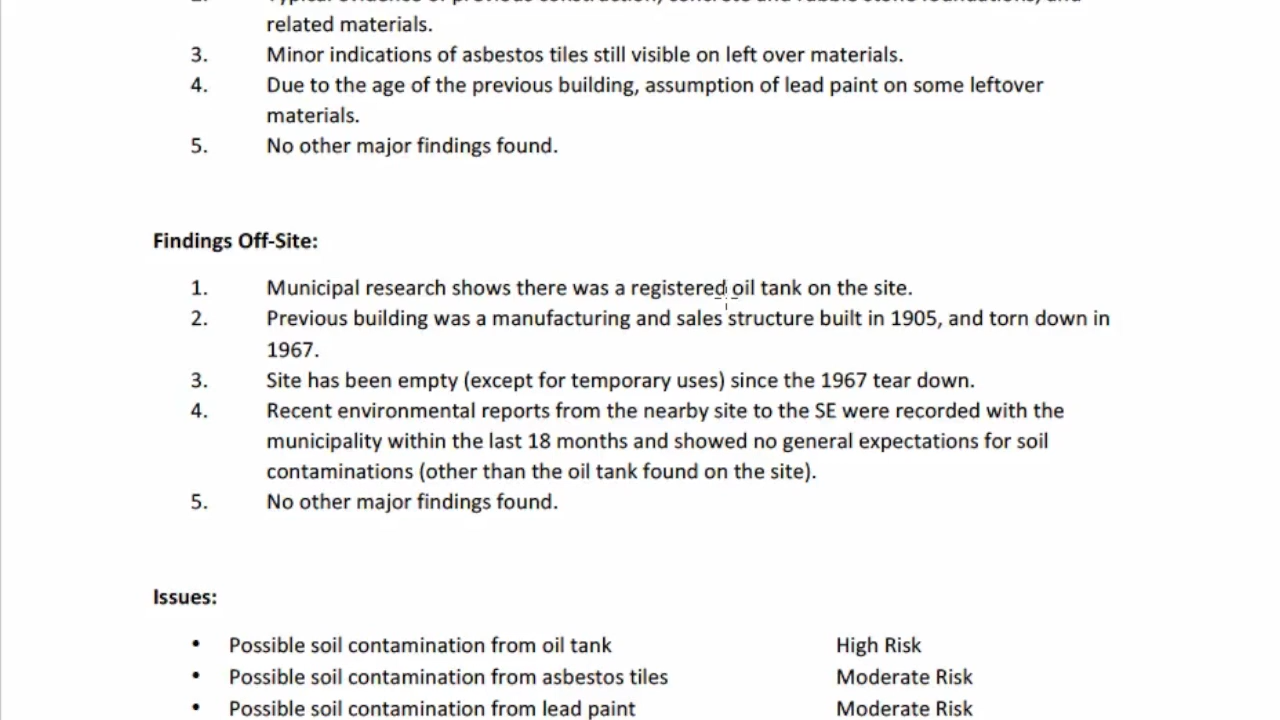 related materials.
3. Minor indications of asbestos tiles still visible on left over materials.
4. Due to the age of the previous building, assumption of lead paint on some leftover
materials.
5. No other major findings found.
Findings Off-Site:
1. Municipal research shows there was a registered oil tank on the site.
2. Previous building was a manufacturing and sales structure built in 1905, and torn down in
1967.
3. Site has been empty (except for temporary uses) since the 1967 tear down.
4. Recent environmental reports from the nearby site to the SE were recorded with the
municipality within the last 18 months and showed no general expectations for soil
contaminations (other than the oil tank found on the site).
5. No other major findings found.
Issues:
• Possible soil contamination from oil tank High Risk
• Possible soil contamination from asbestos tiles Moderate Risk
• Possible soil contamination from lead paint Moderate Risk